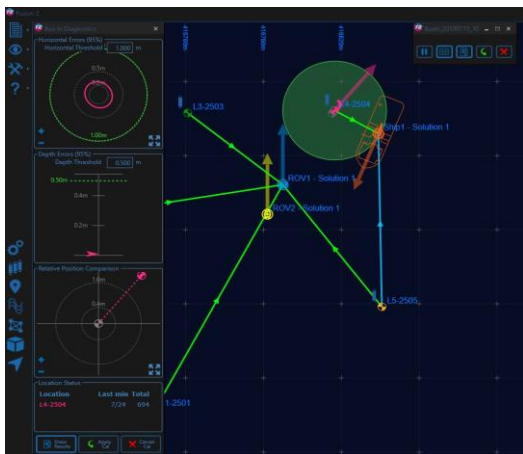 Fusion 2
Box In Diagnostics
Horizontal Errors (95%)
Horizontal Threshold 1.000 m
0.5m
1.00m
Depth Errors (95%)
Depth Threshold 0.500 m
0.50m
0.4m
0.2m
Relative Position Comparison
1.0m
0.4m
Location Status
Location Last min Total
L4-2504 7/24 694
Show Results
Apply Cal
Cancel Cal
L3-2503
L4-2504
Ship1 - Solution 1
ROV1 - Solution 1
ROV2 - Solution 1
L5-2505
1-2501